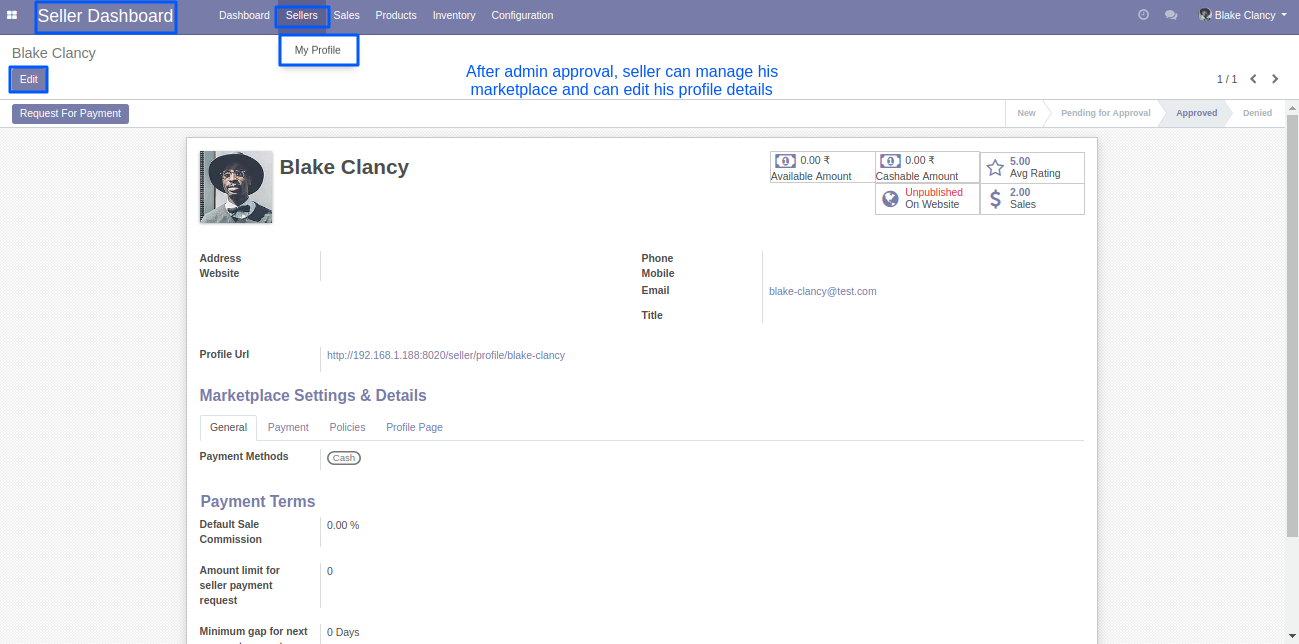 Seller Dashboard Dashboard Sellers Sales Products Inventory Configuration Blake Clancy
My Profile
Blake Clancy
Edit
After admin approval, seller can manage his
marketplace and can edit his profile details
1 / 1
Request For Payment
New Pending for Approval Approved Denied
Blake Clancy
0.00 ₹
Available Amount
0.00 ₹
Cashable Amount
5.00
Avg Rating
Unpublished
On Website
2.00
Sales
Address
Website
Phone
Mobile
Email blake-clancy@test.com
Title
Profile Url http://192.168.1.188:8020/seller/profile/blake-clancy
Marketplace Settings & Details
General Payment Policies Profile Page
Payment Methods Cash
Payment Terms
Default Sale 0.00 %
Commission
Amount limit for 0
seller payment
request
Minimum gap for next 0 Days